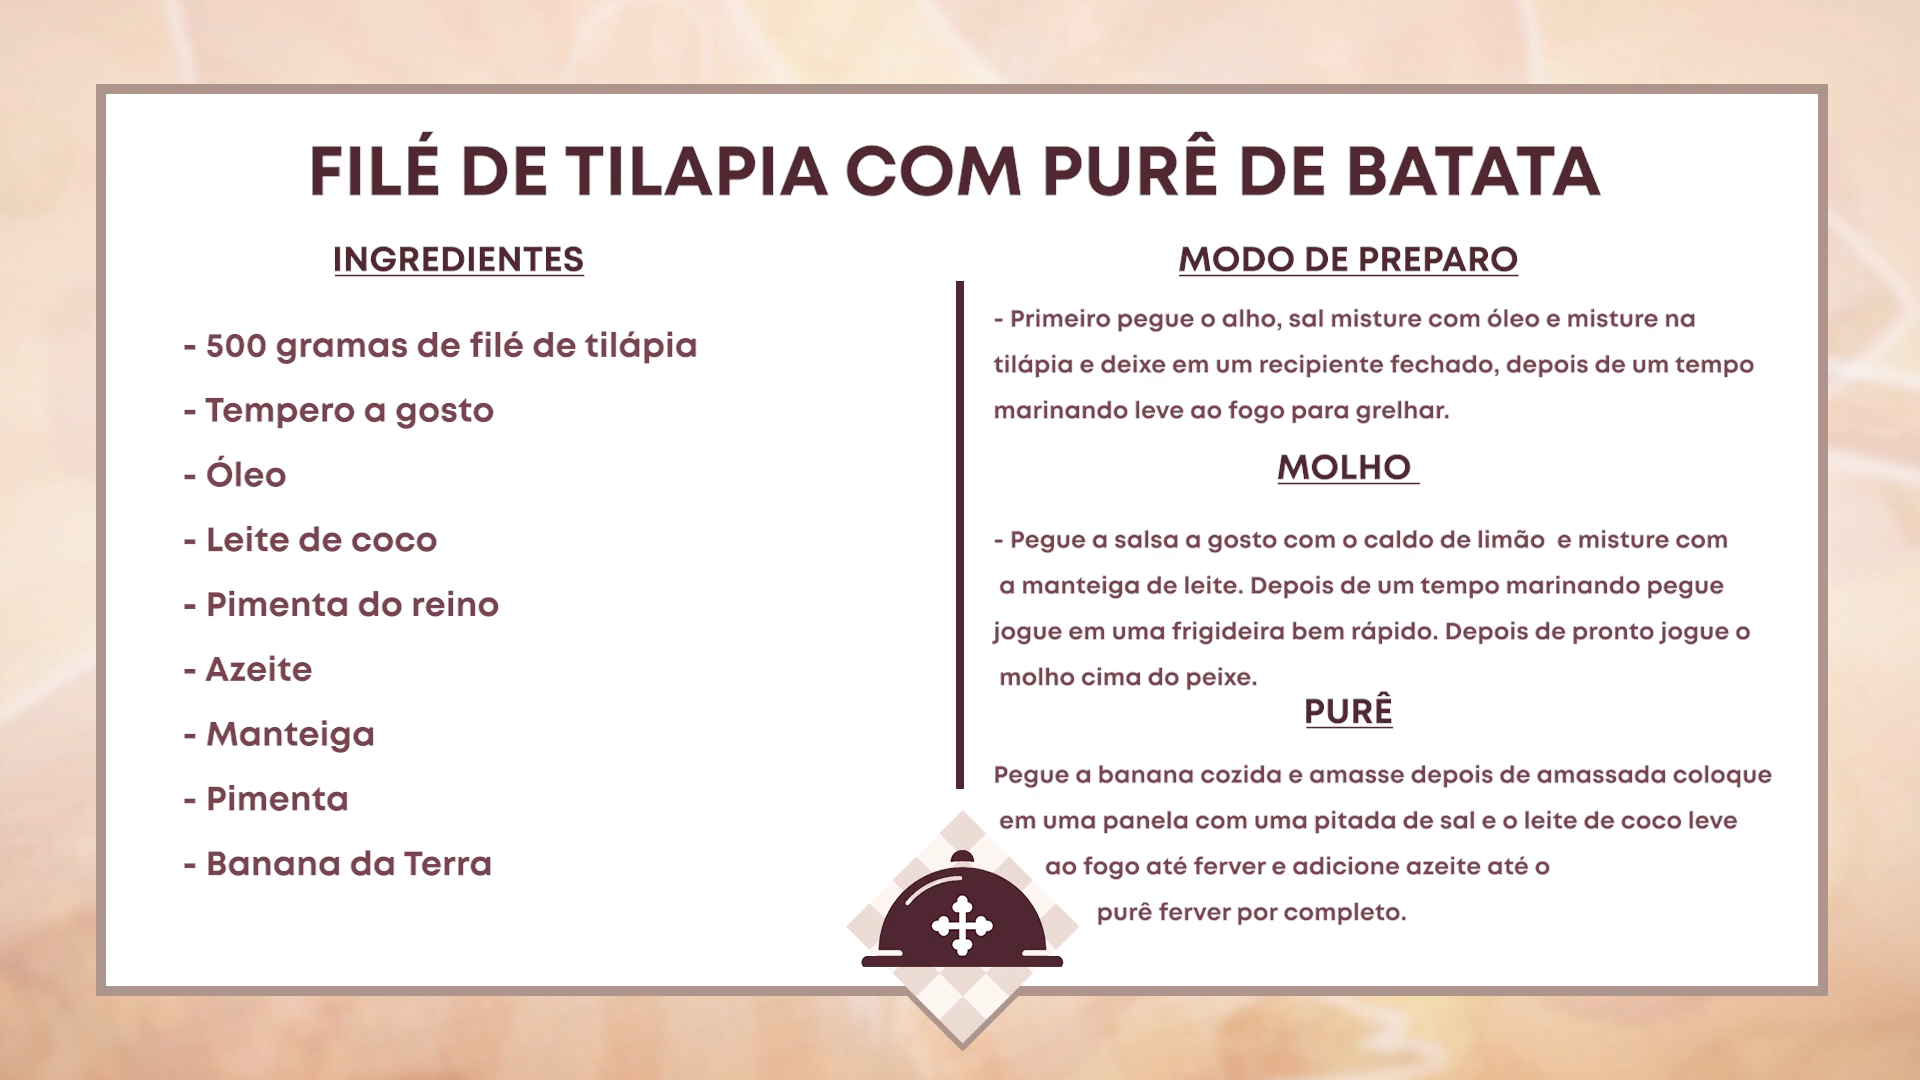 FILÉ DE TILAPIA COM PURÊ DE BATATA
INGREDIENTES
- 500 gramas de filé de tilápia
- Tempero a gosto
- Óleo
- Leite de coco
- Pimenta do reino
- Azeite
- Manteiga
- Pimenta
- Banana da Terra
MODO DE PREPARO
- Primeiro pegue o alho, sal misture com óleo e misture na
tilápia e deixe em um recipiente fechado, depois de um tempo
marinando leve ao fogo para grelhar.
MOLHO
- Pegue a salsa a gosto com o caldo de limão e misture com
a manteiga de leite. Depois de um tempo marinando pegue
jogue em uma frigideira bem rápido. Depois de pronto jogue o
molho cima do peixe.
PURÊ
Pegue a banana cozida e amasse depois de amassada coloque
em uma panela com uma pitada de sal e o leite de coco leve
ao fogo até ferver e adicione azeite até o
purê ferver por completo.